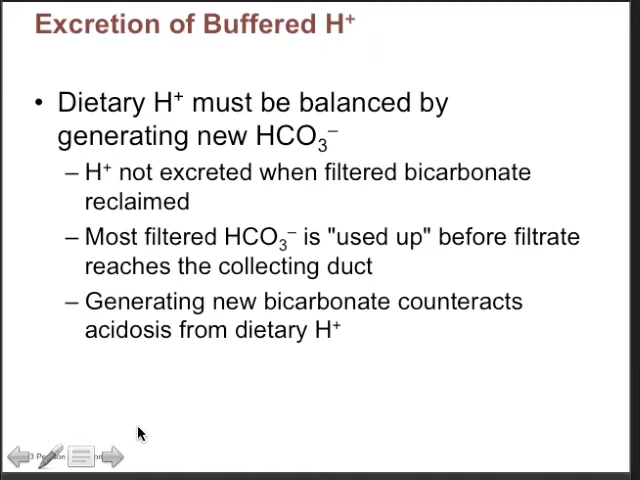 Excretion of Buffered H⁺
• Dietary H⁺ must be balanced by
generating new HCO₃⁻
– H⁺ not excreted when filtered bicarbonate
reclaimed
– Most filtered HCO₃⁻ is "used up" before filtrate
reaches the collecting duct
– Generating new bicarbonate counteracts
acidosis from dietary H⁺